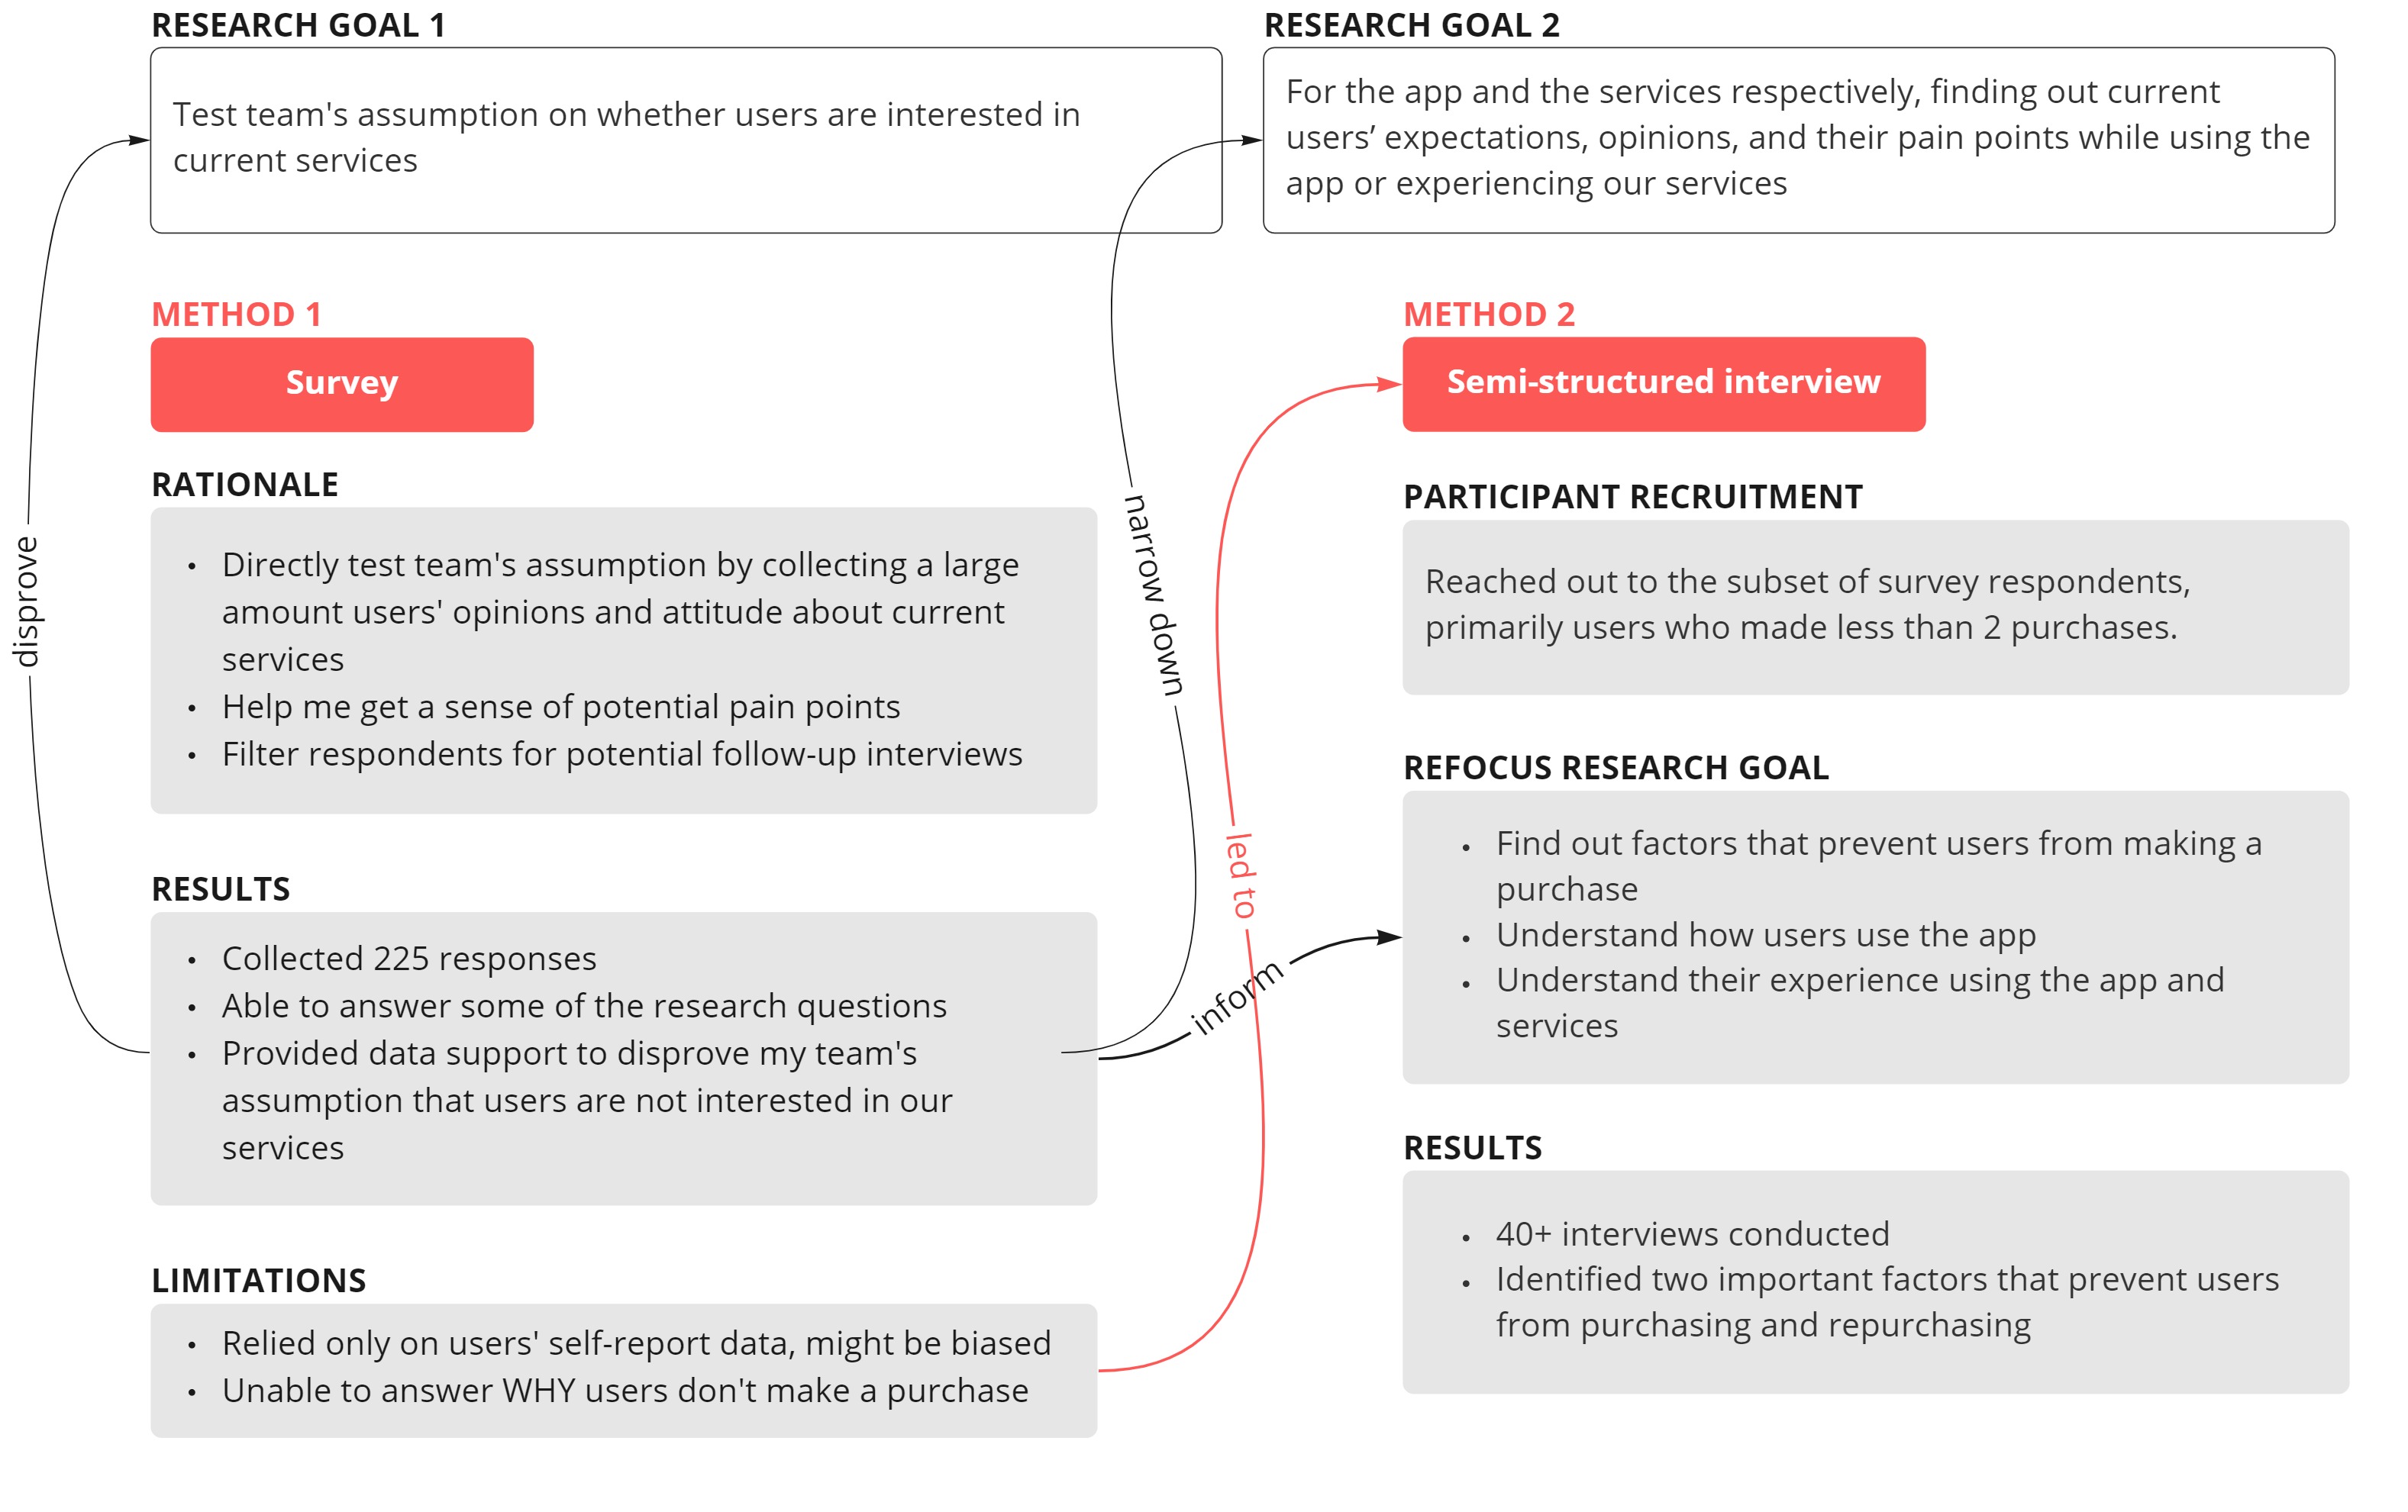 RESEARCH GOAL 1
Test team's assumption on whether users are interested in
current services
RESEARCH GOAL 2
For the app and the services respectively, finding out current
users’ expectations, opinions, and their pain points while using the
app or experiencing our services
disprove
METHOD 1
Survey
RATIONALE
• Directly test team's assumption by collecting a large
amount users' opinions and attitude about current
services
• Help me get a sense of potential pain points
• Filter respondents for potential follow-up interviews
RESULTS
• Collected 225 responses
• Able to answer some of the research questions
• Provided data support to disprove my team's
assumption that users are not interested in our
services
LIMITATIONS
• Relied only on users' self-report data, might be biased
• Unable to answer WHY users don't make a purchase
narrow down
led to
inform
METHOD 2
Semi-structured interview
PARTICIPANT RECRUITMENT
Reached out to the subset of survey respondents,
primarily users who made less than 2 purchases.
REFOCUS RESEARCH GOAL
• Find out factors that prevent users from making a
purchase
• Understand how users use the app
• Understand their experience using the app and
services
RESULTS
• 40+ interviews conducted
• Identified two important factors that prevent users
from purchasing and repurchasing